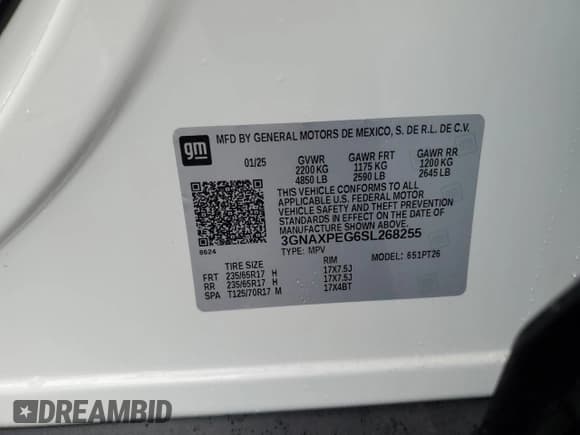 gm
MFD BY GENERAL MOTORS DE MEXICO, S. DE R.L. DE C.V.
01/25 GVWR GAWR FRT GAWR RR
2200 KG 1175 KG 1200 KG
4850 LB 2590 LB 2645 LB
THIS VEHICLE CONFORMS TO ALL
APPLICABLE U.S. FEDERAL MOTOR
VEHICLE SAFETY, BUMPER, AND THEFT PREVENTION
STANDARDS IN EFFECT ON THE DATE OF
MANUFACTURE SHOWN ABOVE.
3GNAXPEG6SL268255
8624
TYPE: MPV MODEL: 651PT26
TIRE SIZE RIM
FRT 235/65R17 H 17X7.5J
RR 235/65R17 H 17X7.5J
SPA T125/70R17 M 17X4BT
DREAMBID